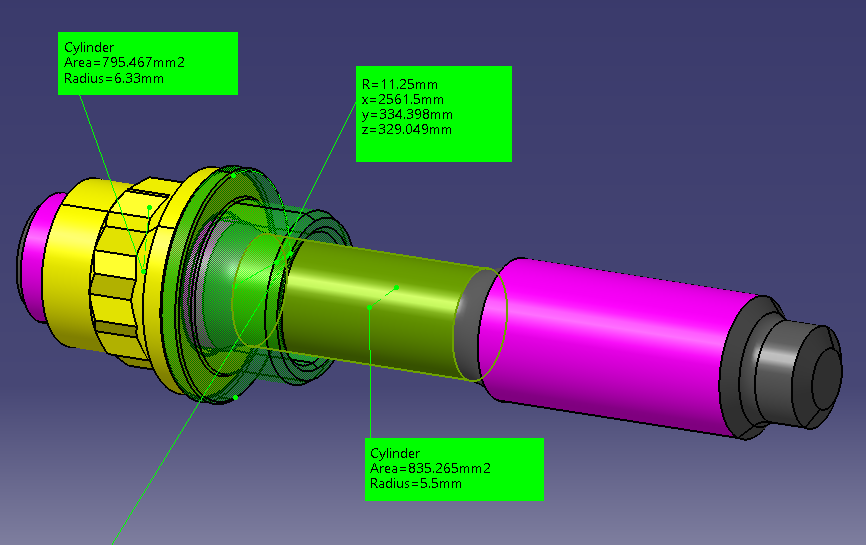 Cylinder
Area=795.467mm2
Radius=6.33mm
R=11.25mm
x=2561.5mm
y=334.398mm
z=329.049mm
Cylinder
Area=835.265mm2
Radius=5.5mm